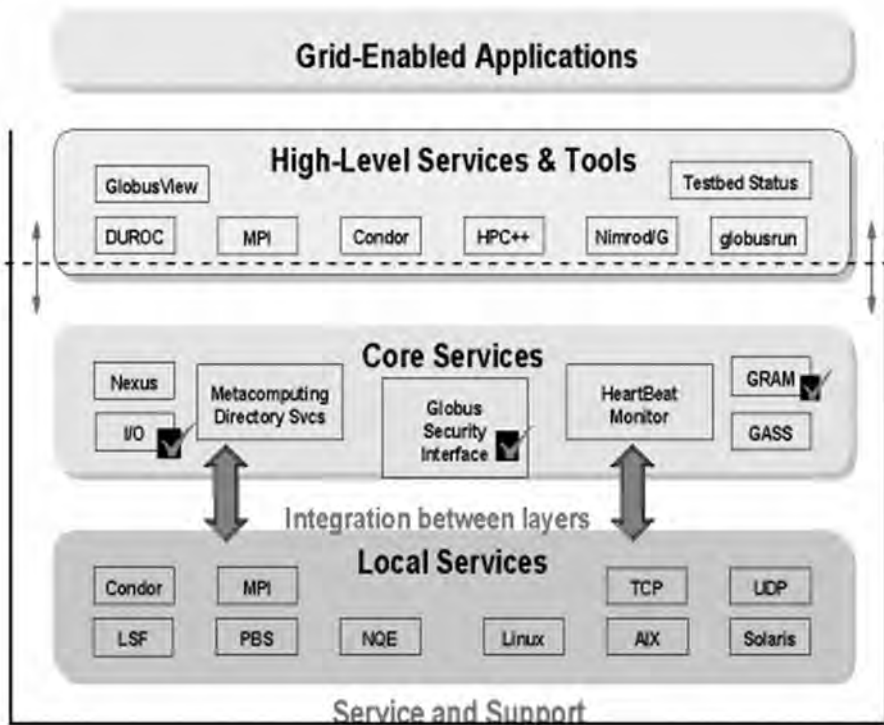 Grid-Enabled Applications
High-Level Services & Tools
GlobusView
Testbed Status
DUROC
MPI
Condor
HPC++
Nimrod/G
globusrun
Core Services
Nexus
Metacomputing
Directory Svcs
Globus
Security
Interface
HeartBeat
Monitor
GRAM
I/O
GASS
Integration between layers
Local Services
Condor
MPI
TCP
UDP
LSF
PBS
NQE
Linux
AIX
Solaris
Service and Support